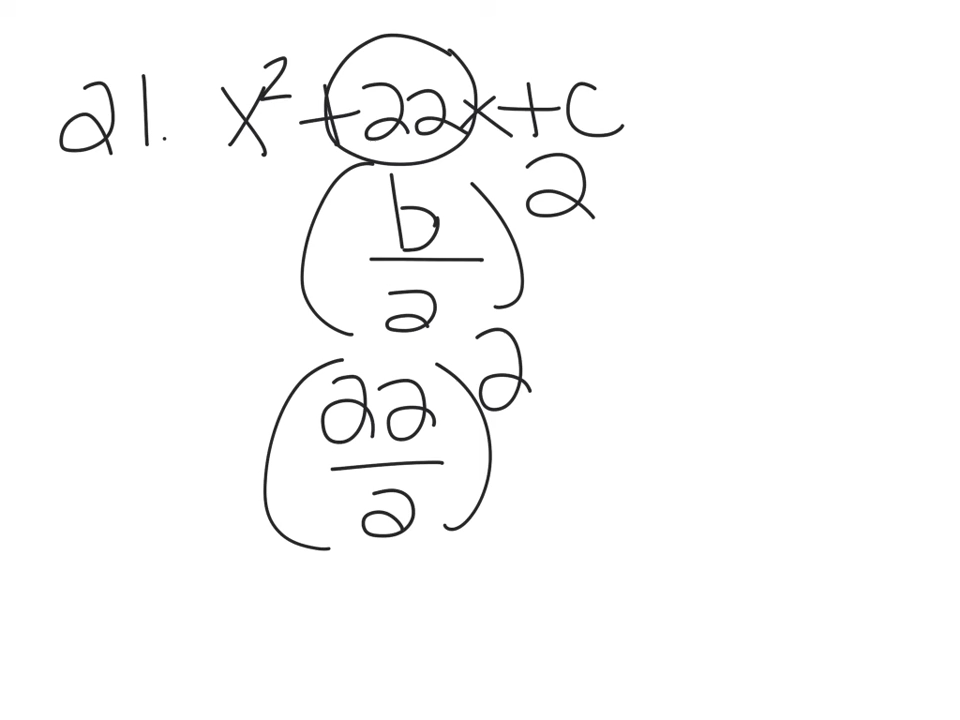 21. x² + 22x + c
(b/2)²
(22/2)²